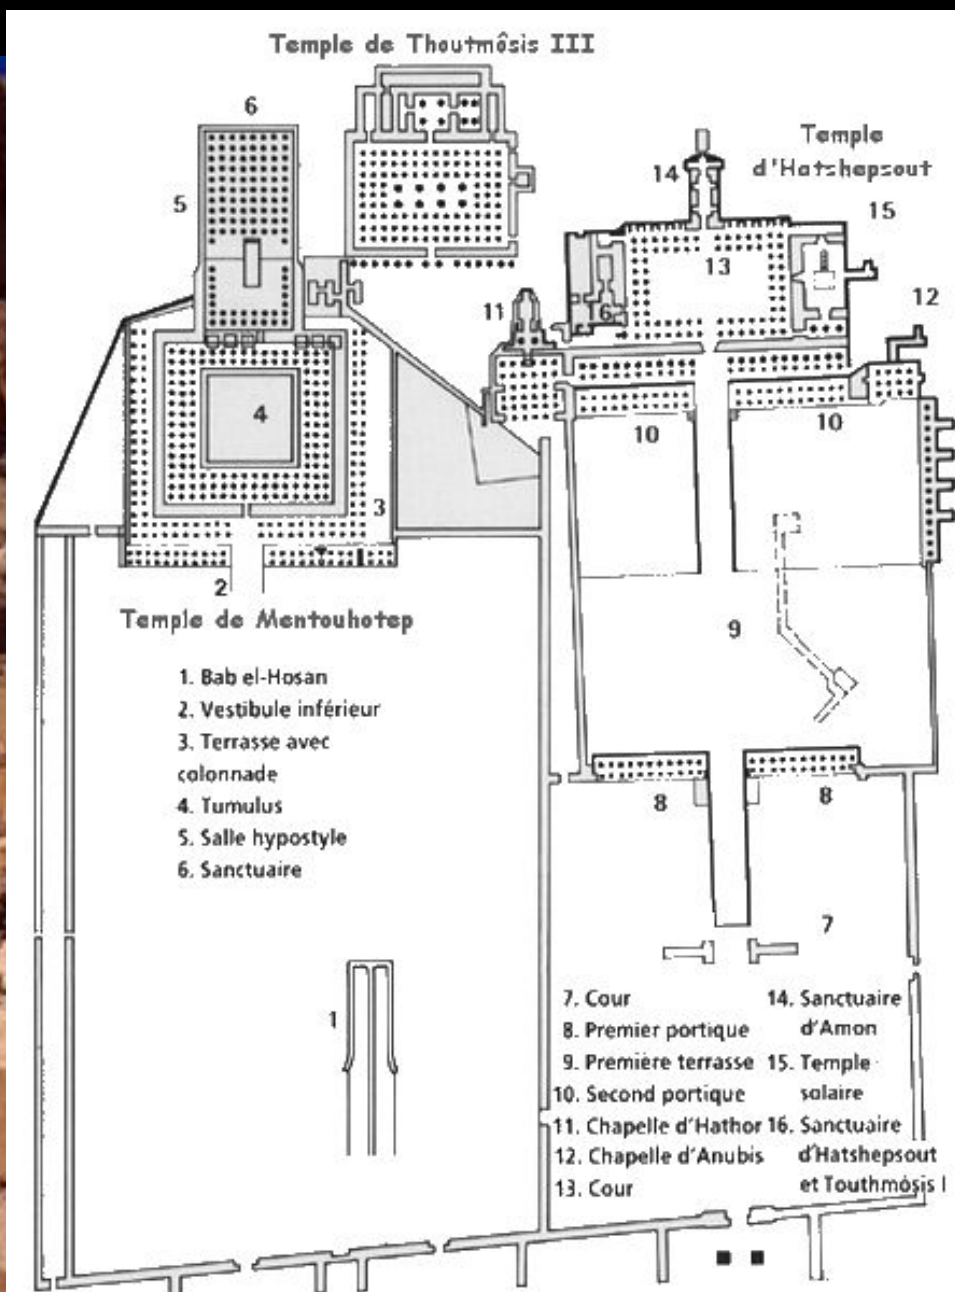 Temple de Thoutmôsis III
6
Temple
d'Hatshepsout
14
5
15
13
11
12
6
4
10
10
3
2
Temple de Mentouhotep
9
1. Bab el-Hosan
2. Vestibule inférieur
3. Terrasse avec
colonnade
4. Tumulus
5. Salle hypostyle
6. Sanctuaire
8
8
7
1
7. Cour
8. Premier portique
9. Première terrasse
10. Second portique
11. Chapelle d'Hathor
12. Chapelle d'Anubis
13. Cour
14. Sanctuaire
d'Amon
15. Temple
solaire
16. Sanctuaire
d'Hatshepsout
et Touthmôsis I